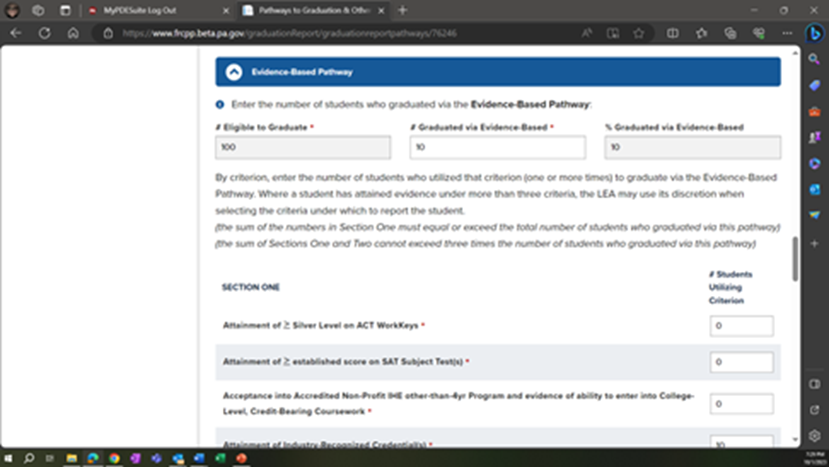 MyPDESuite Log Out
Pathways to Graduation & Othe
https://www.frcpp.beta.pa.gov/graduationReport/graduationreportpathways/76246
Evidence-Based Pathway
Enter the number of students who graduated via the Evidence-Based Pathway:
# Eligible to Graduate * # Graduated via Evidence-Based * % Graduated via Evidence-Based
100 10 10
By criterion, enter the number of students who utilized that criterion (one or more times) to graduate via the Evidence-Based
Pathway. Where a student has attained evidence under more than three criteria, the LEA may use its discretion when
selecting the criteria under which to report the student.
(the sum of the numbers in Section One must equal or exceed the total number of students who graduated via this pathway)
(the sum of Sections One and Two cannot exceed three times the number of students who graduated via this pathway)
# Students
SECTION ONE Utilizing
Criterion
Attainment of ≥ Silver Level on ACT WorkKeys * 0
Attainment of ≥ established score on SAT Subject Test(s) * 0
Acceptance into Accredited Non-Profit IHE other-than-4yr Program and evidence of ability to enter into College-
Level, Credit-Bearing Coursework * 0
Attainment of Industry-Recognized Credential(s) * 10